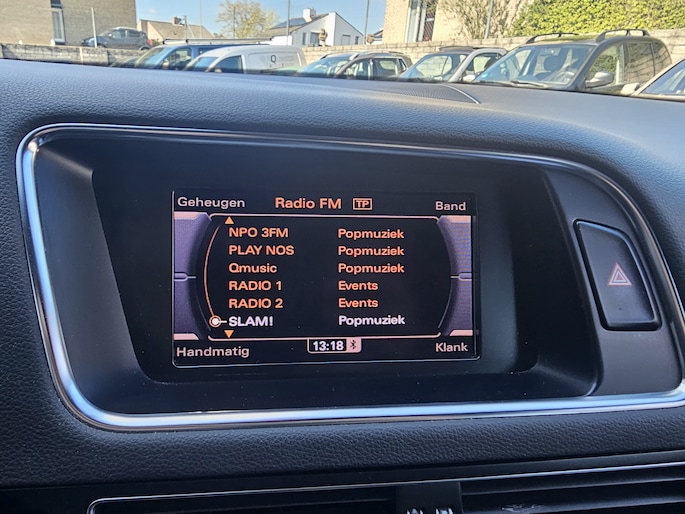 Geheugen Radio FM TP Band
NPO 3FM Popmuziek
PLAY NOS Popmuziek
Qmusic Popmuziek
RADIO 1 Events
RADIO 2 Events
SLAM! Popmuziek
Handmatig 13:18 Klank